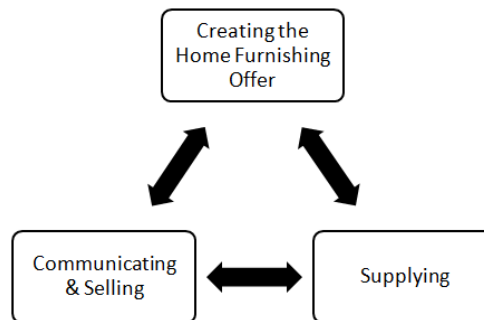 Creating the
Home Furnishing
Offer
Communicating
& Selling
Supplying